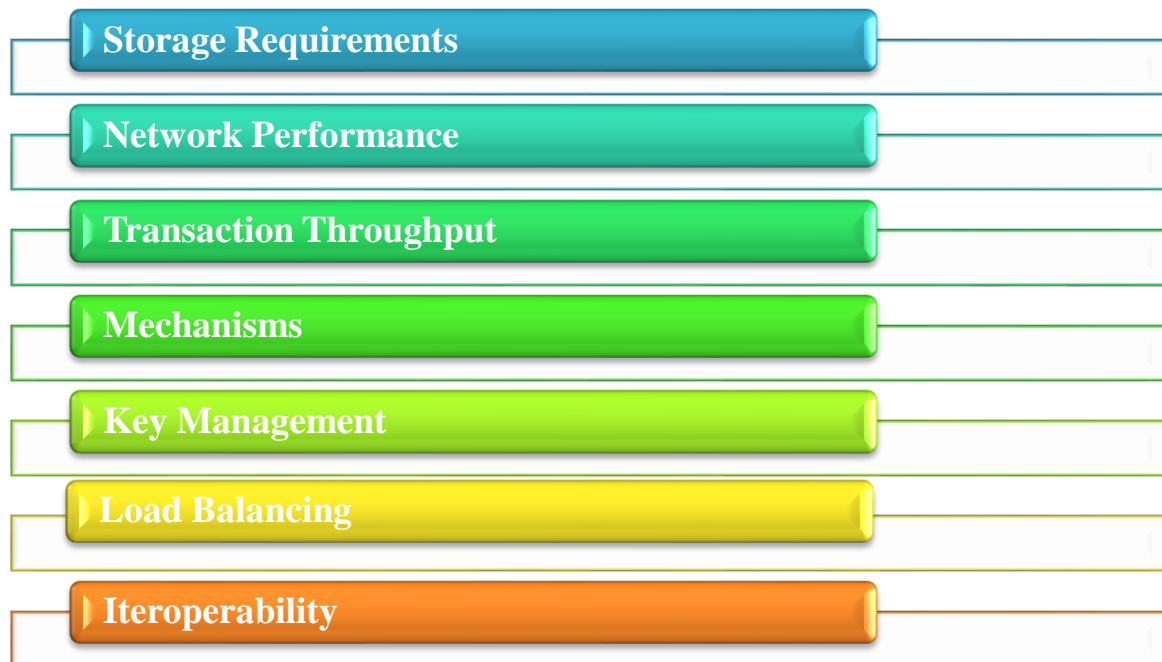 Storage Requirements
Network Performance
Transaction Throughput
Mechanisms
Key Management
Load Balancing
Iteroperability